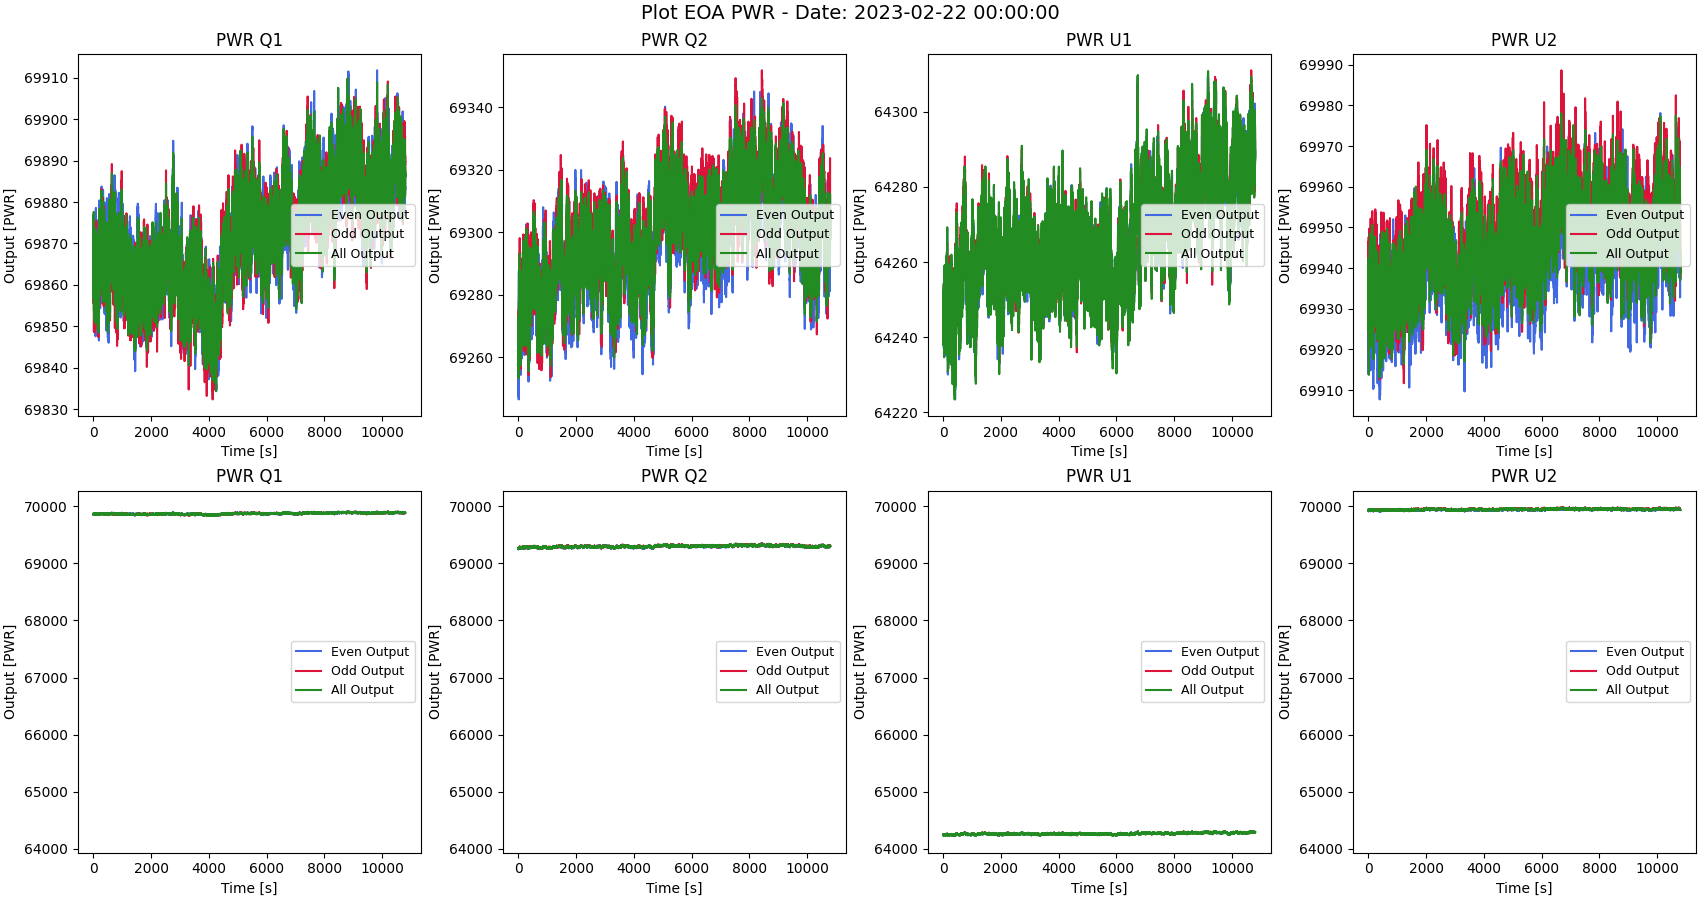 Plot EOA PWR - Date: 2023-02-22 00:00:00
PWR Q1
PWR Q2
PWR U1
PWR U2
Output [PWR]
69910
69900
69890
69880
69870
69860
69850
69840
69830
Even Output
Odd Output
All Output
0 2000 4000 6000 8000 10000
Time [s]
Output [PWR]
69340
69320
69300
69280
69260
Even Output
Odd Output
All Output
0 2000 4000 6000 8000 10000
Time [s]
Output [PWR]
64300
64280
64260
64240
64220
Even Output
Odd Output
All Output
0 2000 4000 6000 8000 10000
Time [s]
Output [PWR]
69990
69980
69970
69960
69950
69940
69930
69920
69910
Even Output
Odd Output
All Output
0 2000 4000 6000 8000 10000
Time [s]
PWR Q1
PWR Q2
PWR U1
PWR U2
Output [PWR]
70000
69000
68000
67000
66000
65000
64000
Even Output
Odd Output
All Output
0 2000 4000 6000 8000 10000
Time [s]
Output [PWR]
70000
69000
68000
67000
66000
65000
64000
Even Output
Odd Output
All Output
0 2000 4000 6000 8000 10000
Time [s]
Output [PWR]
70000
69000
68000
67000
66000
65000
64000
Even Output
Odd Output
All Output
0 2000 4000 6000 8000 10000
Time [s]
Output [PWR]
70000
69000
68000
67000
66000
65000
64000
Even Output
Odd Output
All Output
0 2000 4000 6000 8000 10000
Time [s]